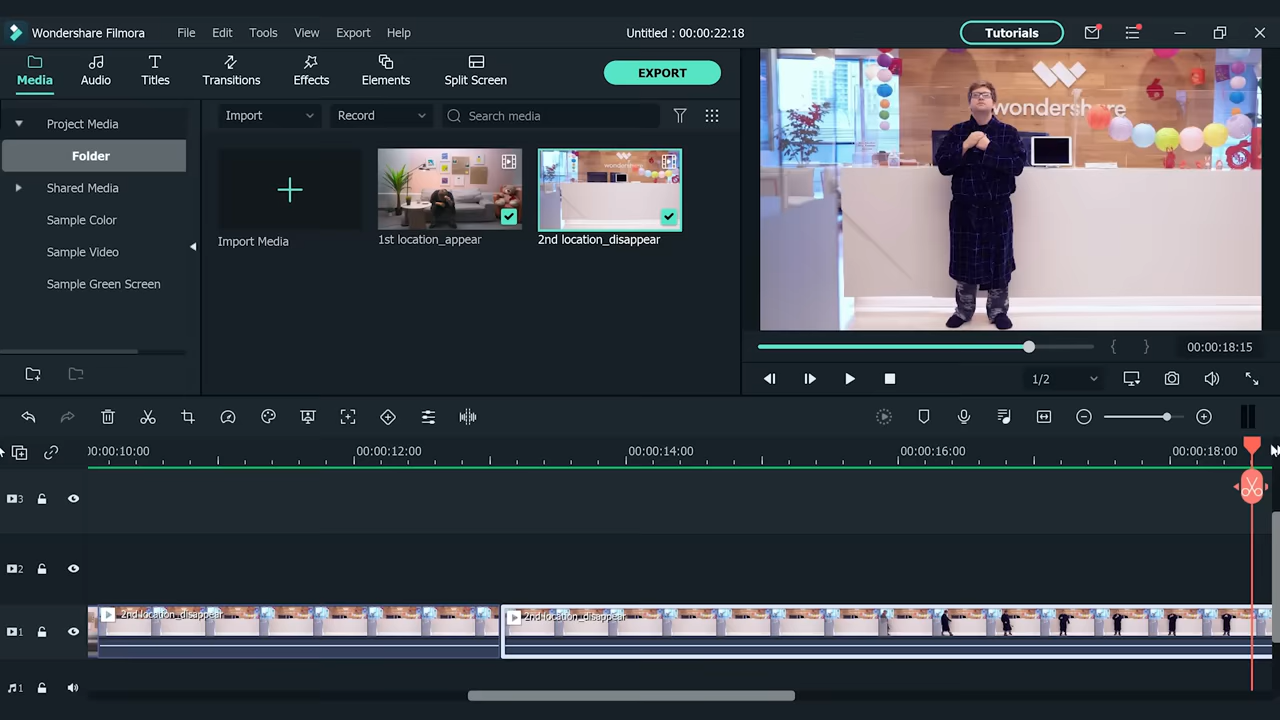 Wondershare Filmora File Edit Tools View Export Help Untitled : 00:00:22:18 Tutorials
Media Audio Titles Transitions Effects Elements Split Screen EXPORT
Project Media Import Record Search media
Folder
Shared Media
Sample Color
Sample Video
Sample Green Screen
Import Media 1st location_appear 2nd location_disappear
wondershare
00:00:18:15
1/2
00:00:10:00 00:00:12:00 00:00:14:00 00:00:16:00 00:00:18:00
3
2
1 2nd location_disappear 2nd location_disappear
1